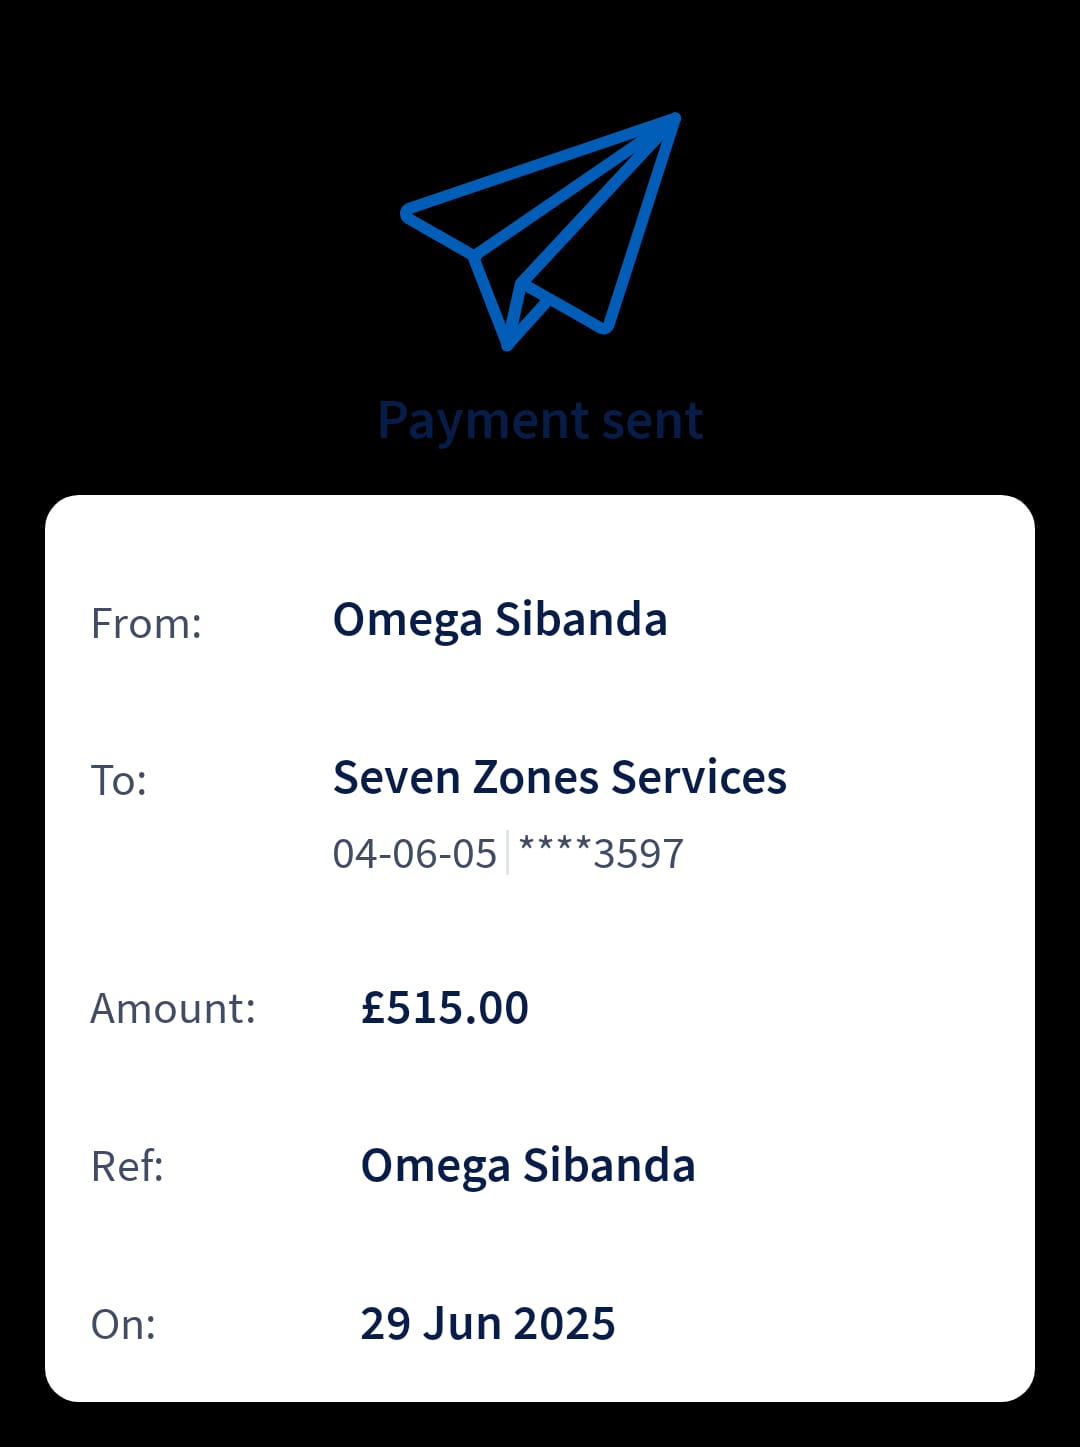 Payment sent
From: Omega Sibanda
To: Seven Zones Services
04-06-05 ****3597
Amount: £515.00
Ref: Omega Sibanda
On: 29 Jun 2025